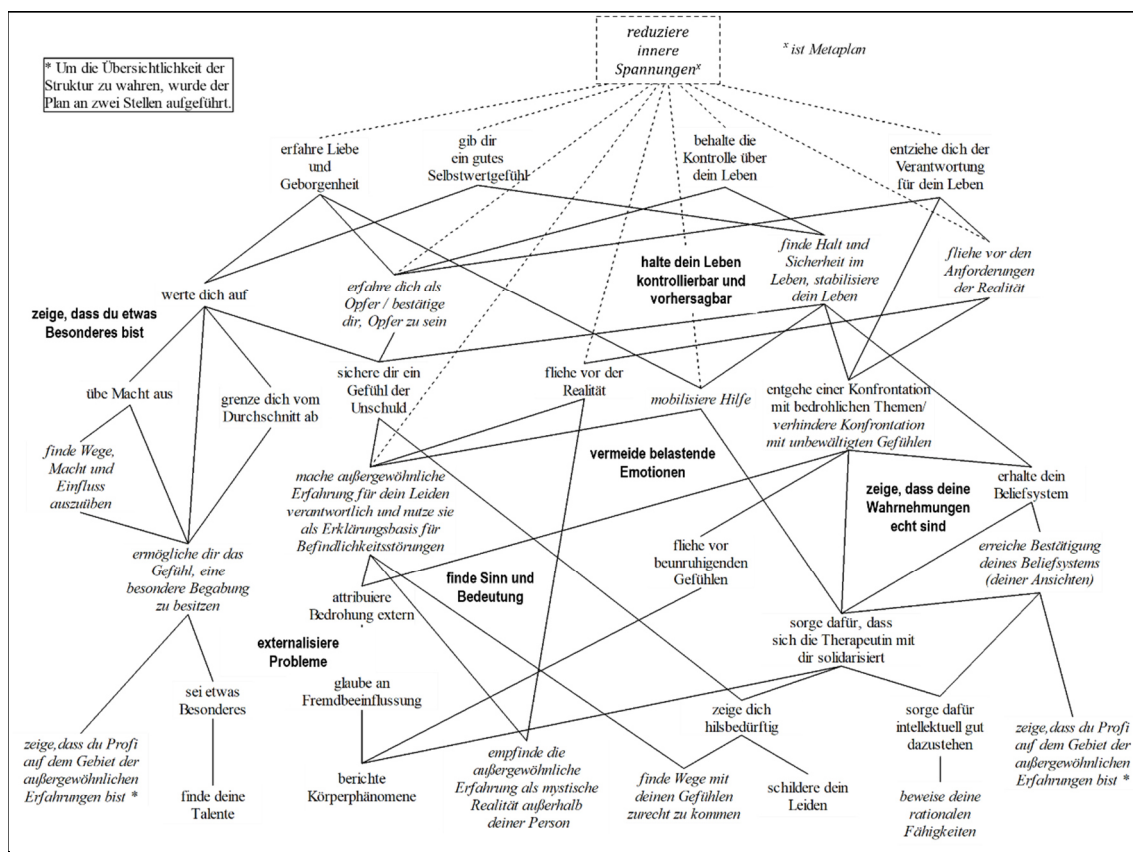 reduziere
innere
Spannungenˣ
ˣ ist Metaplan
* Um die Übersichtlichkeit der
Struktur zu wahren, wurde der
Plan an zwei Stellen aufgeführt.
erfahre Liebe
und
Geborgenheit
gib dir
ein gutes
Selbstwertgefühl
behalte die
Kontrolle über
dein Leben
entziehe dich der
Verantwortung
für dein Leben
werte dich auf
zeige, dass du etwas
Besonderes bist
erfahre dich als
Opfer / bestätige
dir, Opfer zu sein
halte dein Leben
kontrollierbar und
vorhersagbar
finde Halt und
Sicherheit im
Leben, stabilisiere
dein Leben
fliehe vor den
Anforderungen
der Realität
übe Macht aus
grenze dich vom
Durchschnitt ab
sichere dir ein
Gefühl der
Unschuld
fliehe vor der
Realität
mobilisiere Hilfe
entgehe einer Konfrontation
mit bedrohlichen Themen/
verhindere Konfrontation
mit unbewältigten Gefühlen
finde Wege,
Macht und
Einfluss
auszuüben
mache außergewöhnliche
Erfahrung für dein Leiden
verantwortlich und nutze sie
als Erklärungsbasis für
Befindlichkeitsstörungen
vermeide belastende
Emotionen
zeige, dass deine
Wahrnehmungen
echt sind
erhalte dein
Beliefsystem
ermögliche dir das
Gefühl, eine
besondere Begabung
zu besitzen
fliehe vor
beunruhigenden
Gefühlen
erreiche Bestätigung
deines Beliefsystems
(deiner Ansichten)
finde Sinn und
Bedeutung
attribuiere
Bedrohung extern
externalisiere
Probleme
sorge dafür, dass
sich die Therapeutin mit
dir solidarisiert
sei etwas
Besonderes
glaube an
Fremdbeeinflussung
zeige dich
hilsbedürftig
sorge dafür
intellektuell gut
dazustehen
zeige, dass du Profi
auf dem Gebiet der
außergewöhnlichen
Erfahrungen bist *
finde deine
Talente
berichte
Körperphänomene
empfinde die
außergewöhnliche
Erfahrung als mystische
Realität außerhalb
deiner Person
finde Wege mit
deinen Gefühlen
zurecht zu kommen
schildere dein
Leiden
beweise deine
rationalen
Fähigkeiten
zeige, dass du Profi
auf dem Gebiet der
außergewöhnlichen
Erfahrungen bist *